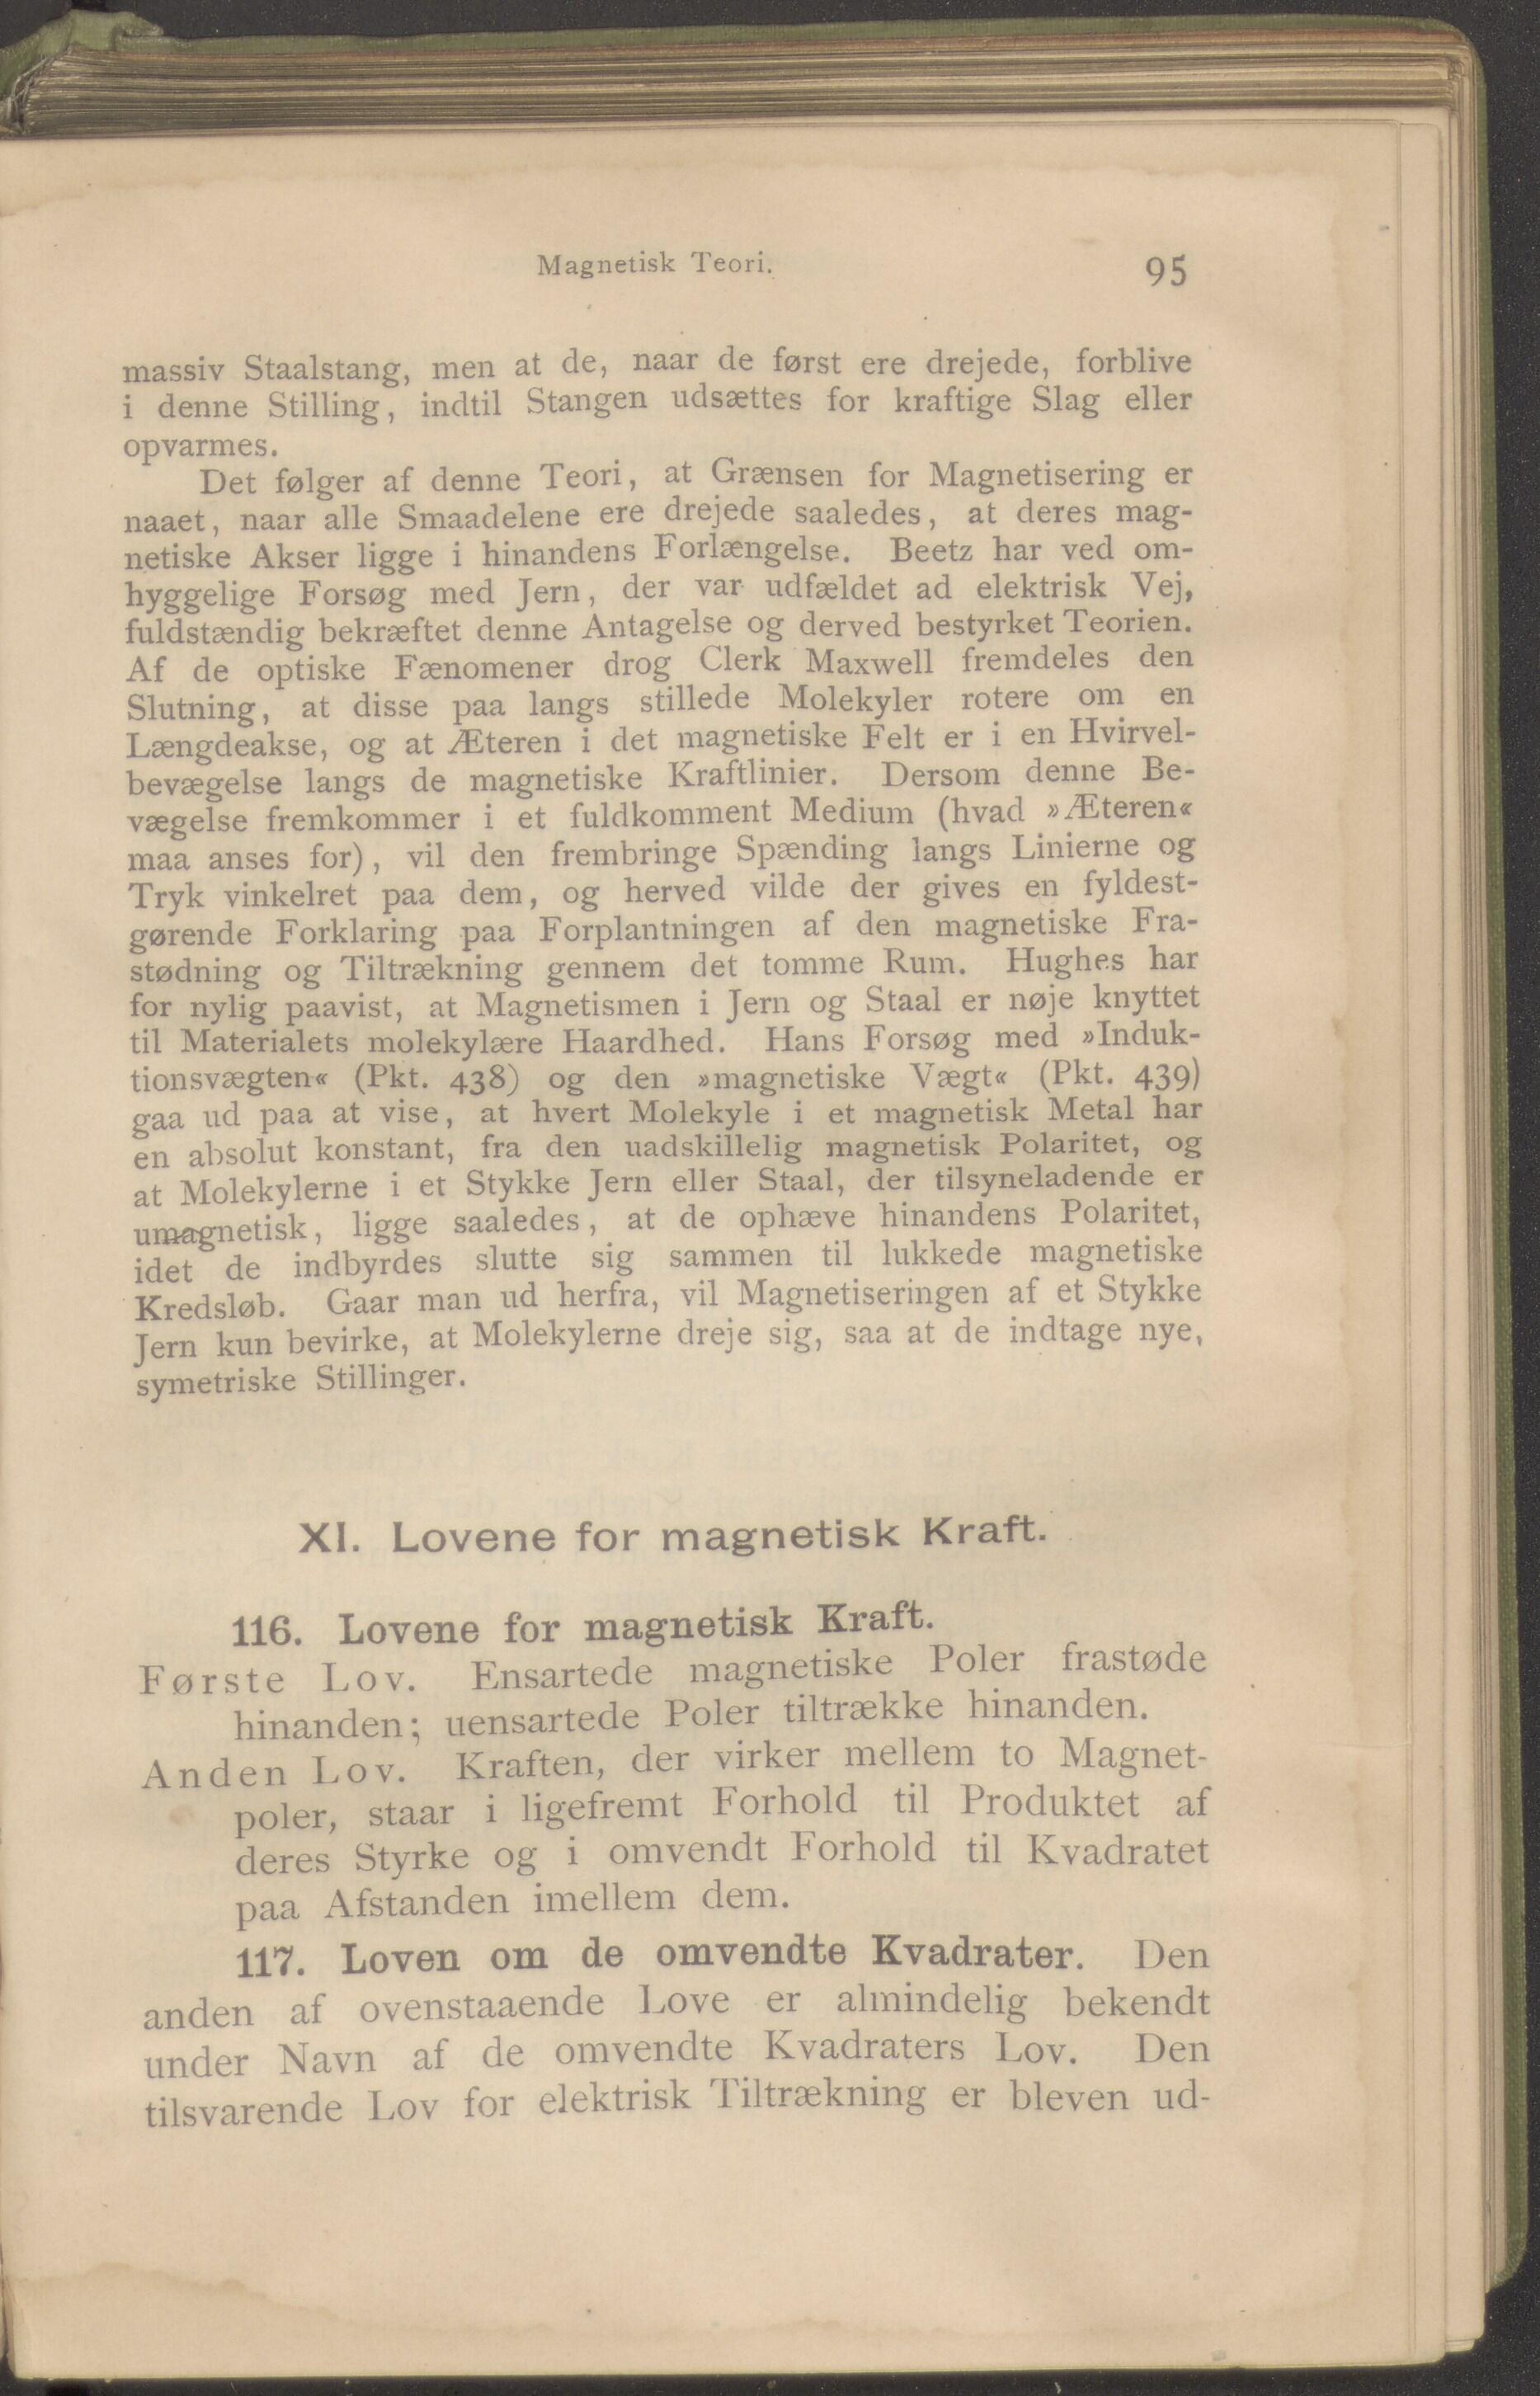 Magnetisk Teori.
95
massiv Staalstang, men at de, naar de først ere drejede, forblive
i denne Stilling, indtil Stangen udsættes for kraftige Slag eller
opvarmes.
Det følger af denne Teori, at Grænsen for Magnetisering er
naaet, naar alle Smaadelene ere drejede saaledes, at deres mag-
netiske Akser ligge i hinandens Forlængelse. Beetz har ved om-
hyggelige Forsøg med Jern, der var udfældet ad elektrisk Vej,
fuldstændig bekræftet denne Antagelse og derved bestyrket Teorien.
Af de optiske Fænomener drog Clerk Maxwell fremdeles den
Slutning, at disse paa langs stillede Molekyler rotere om en
Længdeakse, og at Æteren i det magnetiske Felt er i en Hvirvel-
bevægelse langs de magnetiske Kraftlinier. Dersom denne Be-
vægelse fremkommer i et fuldkomment Medium (hvad »Æteren«
maa anses for), vil den frembringe Spænding langs Linierne og
Tryk vinkelret paa dem, og herved vilde der gives en fyldest-
gørende Forklaring paa Forplantningen af den magnetiske Fra-
stødning og Tiltrækning gennem det tomme Rum. Hughes har
for nylig paavist, at Magnetismen i Jern og Staal er nøje knyttet
til Materialets molekylære Haardhed. Hans Forsøg med »Induk-
tionsvægten« (Pkt. 438) og den »magnetiske Vægt« (Pkt. 439)
gaa ud paa at vise, at hvert Molekyle i et magnetisk Metal har
en absolut konstant, fra den uadskillelig magnetisk Polaritet, og
at Molekylerne i et Stykke Jern eller Staal, der tilsyneladende er
umagnetisk, ligge saaledes, at de ophæve hinandens Polaritet,
idet de indbyrdes slutte sig sammen til lukkede magnetiske
Kredsløb. Gaar man ud herfra, vil Magnetiseringen af et Stykke
Jern kun bevirke, at Molekylerne dreje sig, saa at de indtage nye,
symetriske Stillinger.
XI. Lovene for magnetisk Kraft.
116. Lovene for magnetisk Kraft.
Første Lov. Ensartede magnetiske Poler frastøde
hinanden; uensartede Poler tiltrække hinanden.
Anden Lov. Kraften, der virker mellem to Magnet-
poler, staar i ligefremt Forhold til Produktet af
deres Styrke og i omvendt Forhold til Kvadratet
paa Afstanden imellem dem.
117. Loven om de omvendte Kvadrater. Den
anden af ovenstaaende Love er almindelig bekendt
under Navn af de omvendte Kvadraters Lov. Den
tilsvarende Lov for elektrisk Tiltrækning er bleven ud-